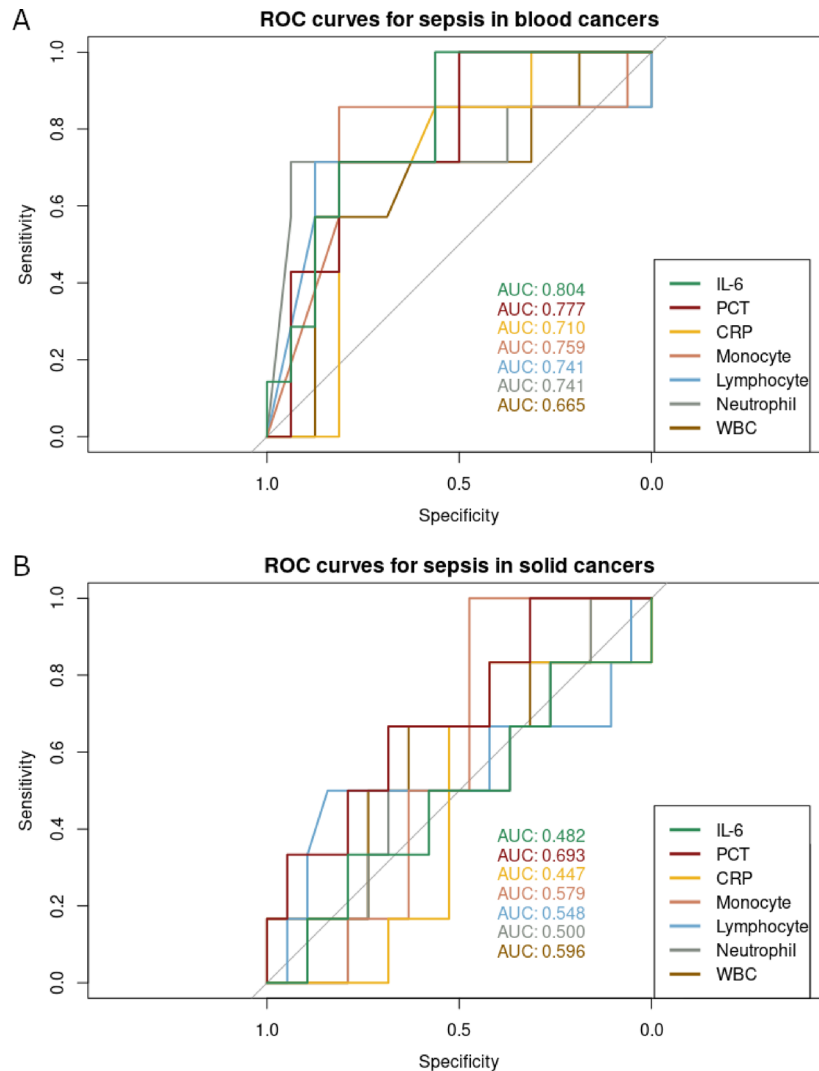 A
ROC curves for sepsis in blood cancers
Sensitivity
1.0
0.8
0.6
0.4
0.2
0.0
AUC: 0.804
AUC: 0.777
AUC: 0.710
AUC: 0.759
AUC: 0.741
AUC: 0.741
AUC: 0.665
IL-6
PCT
CRP
Monocyte
Lymphocyte
Neutrophil
WBC
1.0
0.5
0.0
Specificity
B
ROC curves for sepsis in solid cancers
Sensitivity
1.0
0.8
0.6
0.4
0.2
0.0
AUC: 0.482
AUC: 0.693
AUC: 0.447
AUC: 0.579
AUC: 0.548
AUC: 0.500
AUC: 0.596
IL-6
PCT
CRP
Monocyte
Lymphocyte
Neutrophil
WBC
1.0
0.5
0.0
Specificity